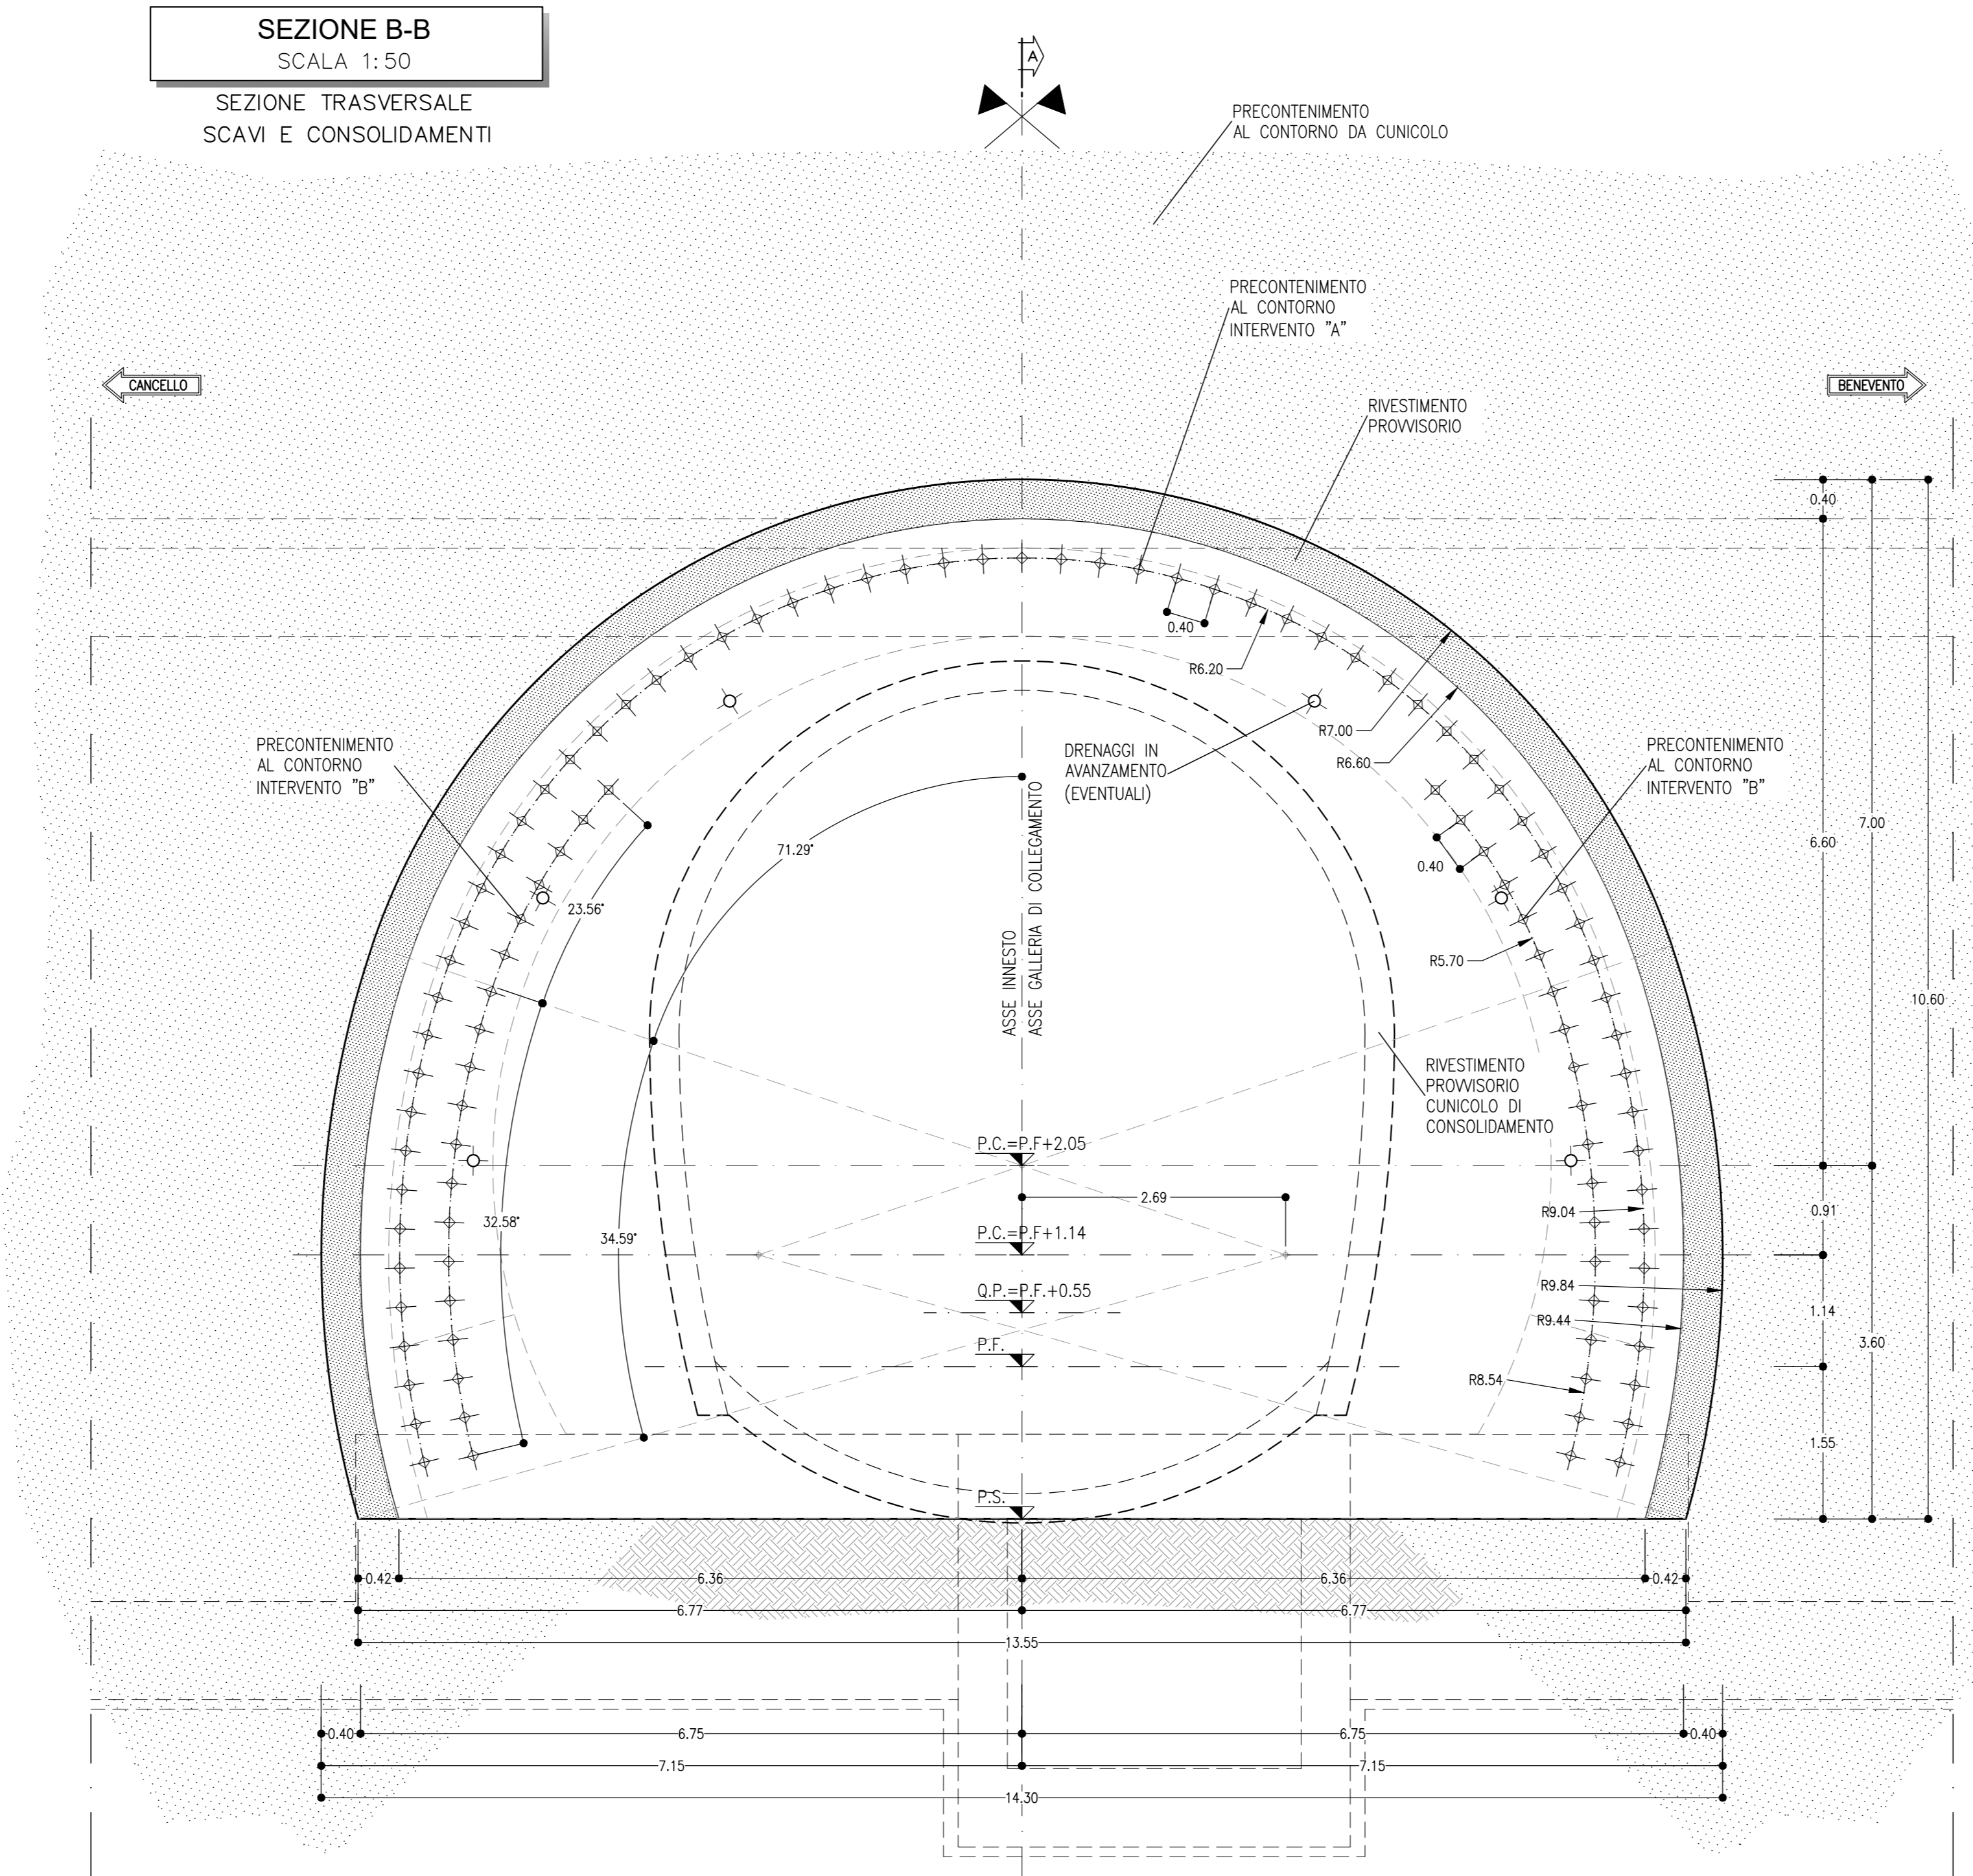 SEZIONE B-B
SCALA 1:50
SEZIONE TRASVERSALE
SCAVI E CONSOLIDAMENTI
A
PRECONTENIMENTO
AL CONTORNO DA CUNICOLO
PRECONTENIMENTO
AL CONTORNO
INTERVENTO "A"
CANCELLO
BENEVENTO
RIVESTIMENTO
PROVVISORIO
0.40
0.40
R6.20
R7.00
R6.60
PRECONTENIMENTO
AL CONTORNO
INTERVENTO "B"
DRENAGGI IN
AVANZAMENTO
(EVENTUALI)
PRECONTENIMENTO
AL CONTORNO
INTERVENTO "B"
7.00
6.60
71.29°
0.40
23.56°
ASSE INNESTO
ASSE GALLERIA DI COLLEGAMENTO
R5.70
10.60
RIVESTIMENTO
PROVVISORIO
CUNICOLO DI
CONSOLIDAMENTO
P.C.=P.F+2.05
2.69
R9.04
0.91
32.58°
34.59°
P.C.=P.F+1.14
Q.P.=P.F.+0.55
R9.84
R9.44
1.14
3.60
P.F.
R8.54
1.55
P.S.
0.42
6.36
6.36
0.42
6.77
6.77
13.55
0.40
6.75
6.75
0.40
7.15
7.15
14.30